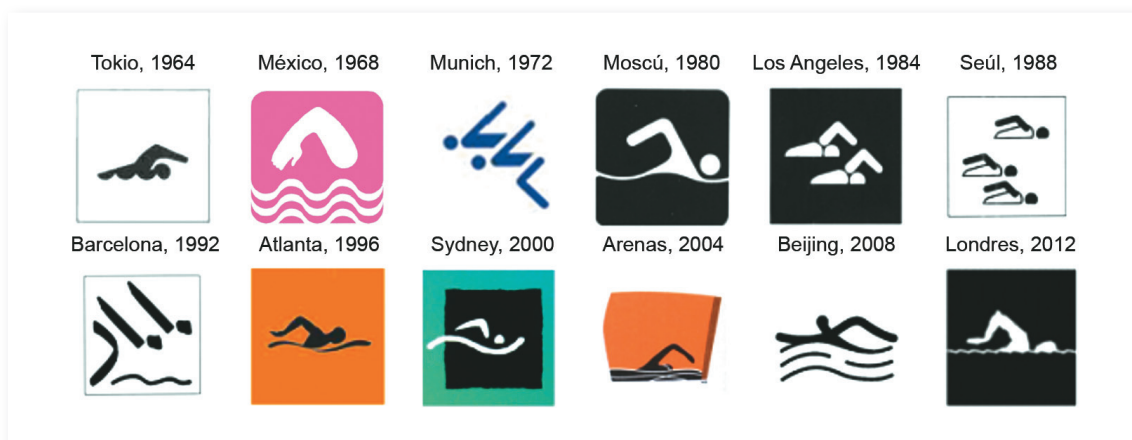 Tokio, 1964
México, 1968
Munich, 1972
Moscú, 1980
Los Angeles, 1984
Seúl, 1988
Barcelona, 1992
Atlanta, 1996
Sydney, 2000
Arenas, 2004
Beijing, 2008
Londres, 2012